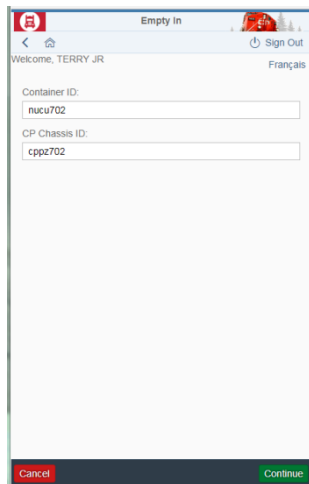 Empty In
Sign Out
Welcome, TERRY JR
Français
Container ID:
nucu702
CP Chassis ID:
cppz702
Cancel
Continue